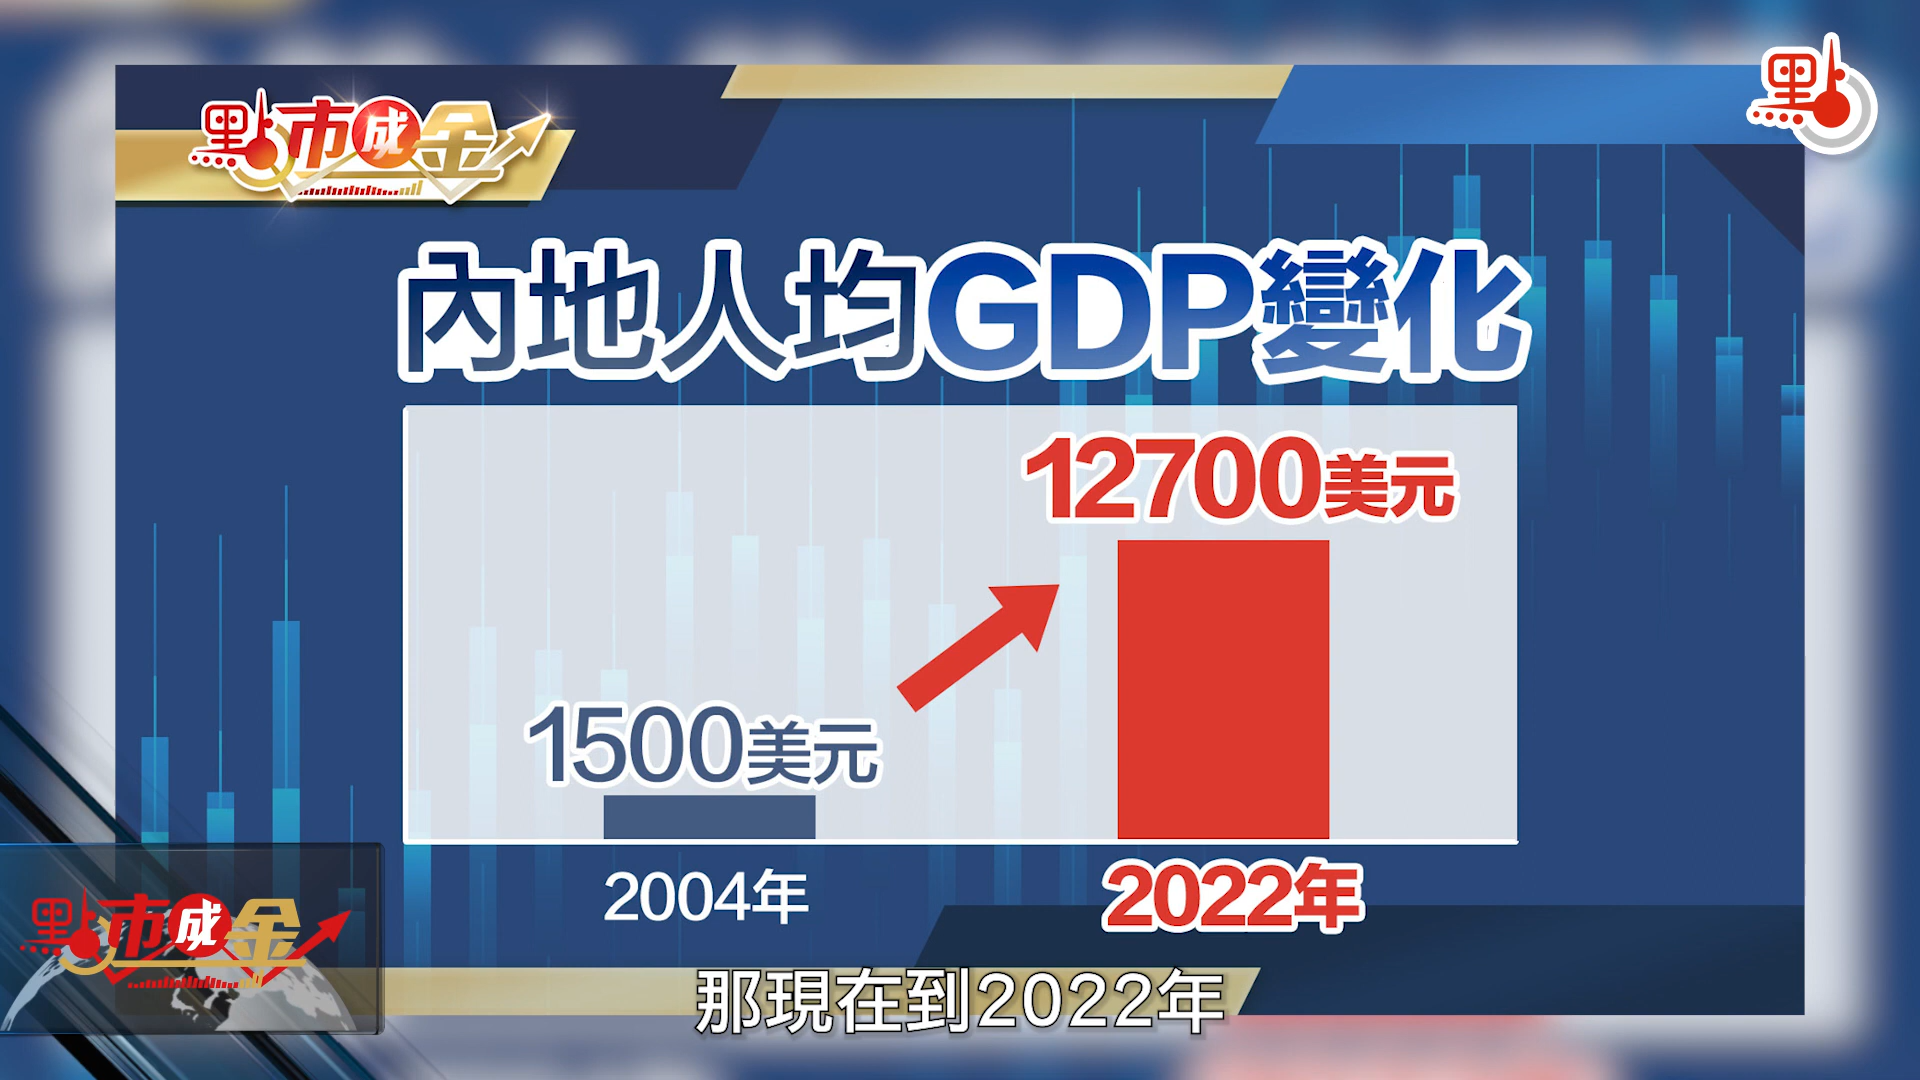 點
點市成金
內地人均GDP變化
12700美元
1500美元
2004年
2022年
點市成金
那現在到2022年